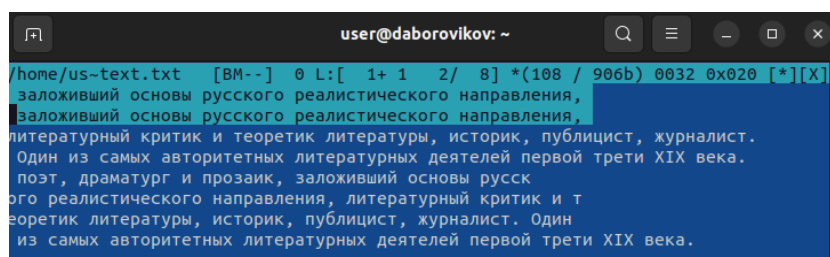 user@daborovikov: ~
/home/us~text.txt [BM--] 0 L:[ 1+ 1 2/ 8] *(108 / 906b) 0032 0x020 [*][X]
заложивший основы русского реалистического направления,
заложивший основы русского реалистического направления,
литературный критик и теоретик литературы, историк, публицист, журналист.
Один из самых авторитетных литературных деятелей первой трети XIX века.
поэт, драматург и прозаик, заложивший основы русск
ого реалистического направления, литературный критик и т
еоретик литературы, историк, публицист, журналист. Один
из самых авторитетных литературных деятелей первой трети XIX века.